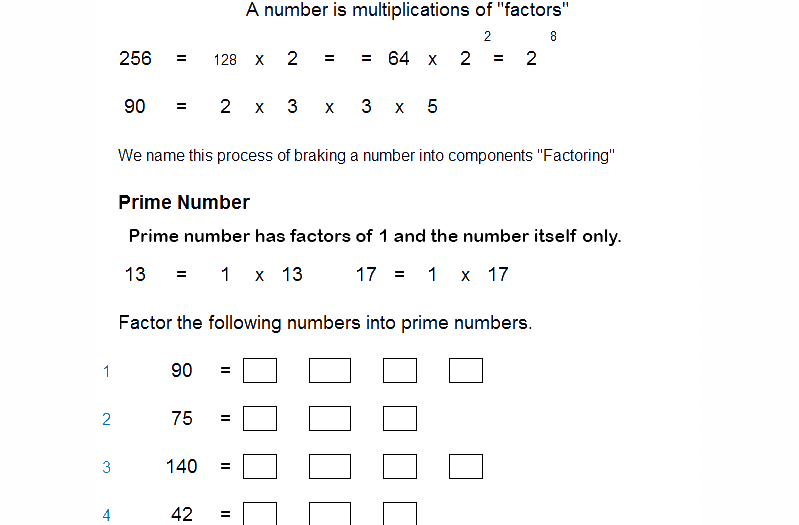 A number is multiplications of "factors"
256 = 128 x 2 = = 64 x 2 2 = 2 8
90 = 2 x 3 x 3 x 5
We name this process of braking a number into components "Factoring"
Prime Number
Prime number has factors of 1 and the number itself only.
13 = 1 x 13 17 = 1 x 17
Factor the following numbers into prime numbers.
1 90 =
2 75 =
3 140 =
4 42 =